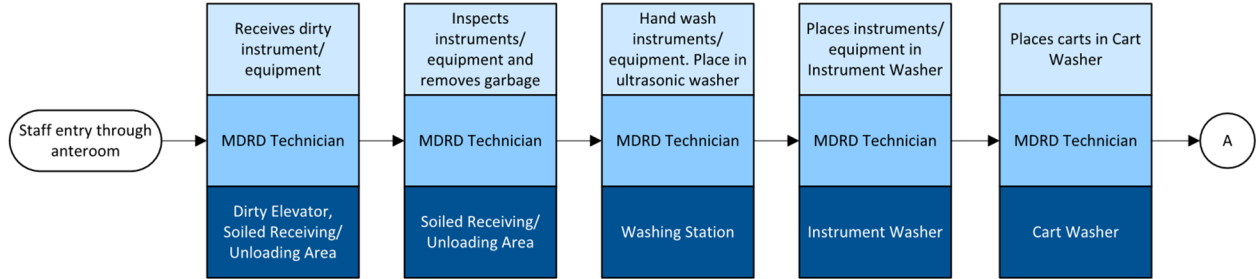 Staff entry through
anteroom
Receives dirty
instrument/
equipment
MDRD Technician
Dirty Elevator,
Soiled Receiving/
Unloading Area
Inspects
instruments/
equipment and
removes garbage
MDRD Technician
Soiled Receiving/
Unloading Area
Hand wash
instruments/
equipment. Place in
ultrasonic washer
MDRD Technician
Washing Station
Places instruments/
equipment in
Instrument Washer
MDRD Technician
Instrument Washer
Places carts in Cart
Washer
MDRD Technician
Cart Washer
A